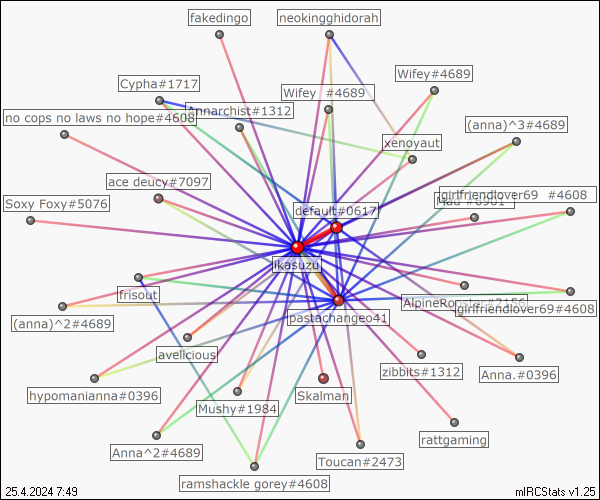 fakedingo
neokingghidorah
Cypha#1717
Wifey  #4689
Wifey#4689
Annarchist#1312
no cops no laws no hope#4608
(anna)^3#4689
xenoyaut
ace deucy#7097
girlfriendlover69  #4608
Soxy Foxy#5076
default#0617
ikasuzu
frisout
AlpineRooster#2156
girlfriendlover69#4608
(anna)^2#4689
pastachangeo41
avelicious
zibbits#1312
Anna.#0396
hypomanianna#0396
Skalman
Mushy#1984
rattgaming
Anna^2#4689
Toucan#2473
ramshackle gorey#4608
25.4.2024 7:49
mIRCStats v1.25